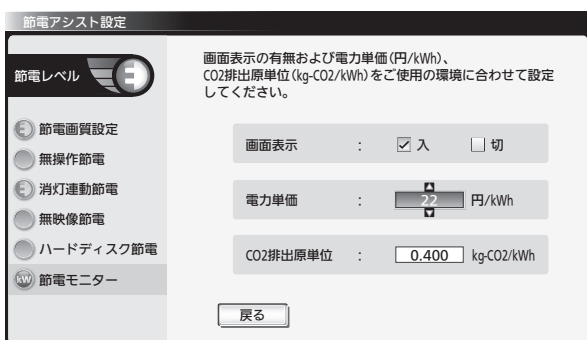 節電アシスト設定
節電レベル
E
画面表示の有無および電力単価(円/kWh)、
CO2排出原単位(kg-CO2/kWh)をご使用の環境に合わせて設定
してください。
E 節電画質設定
無操作節電
E 消灯連動節電
無映像節電
ハードディスク節電
kW 節電モニター
画面表示 : 入 切
電力単価 : 22 円/kWh
CO2排出原単位 : 0.400 kg-CO2/kWh
戻る